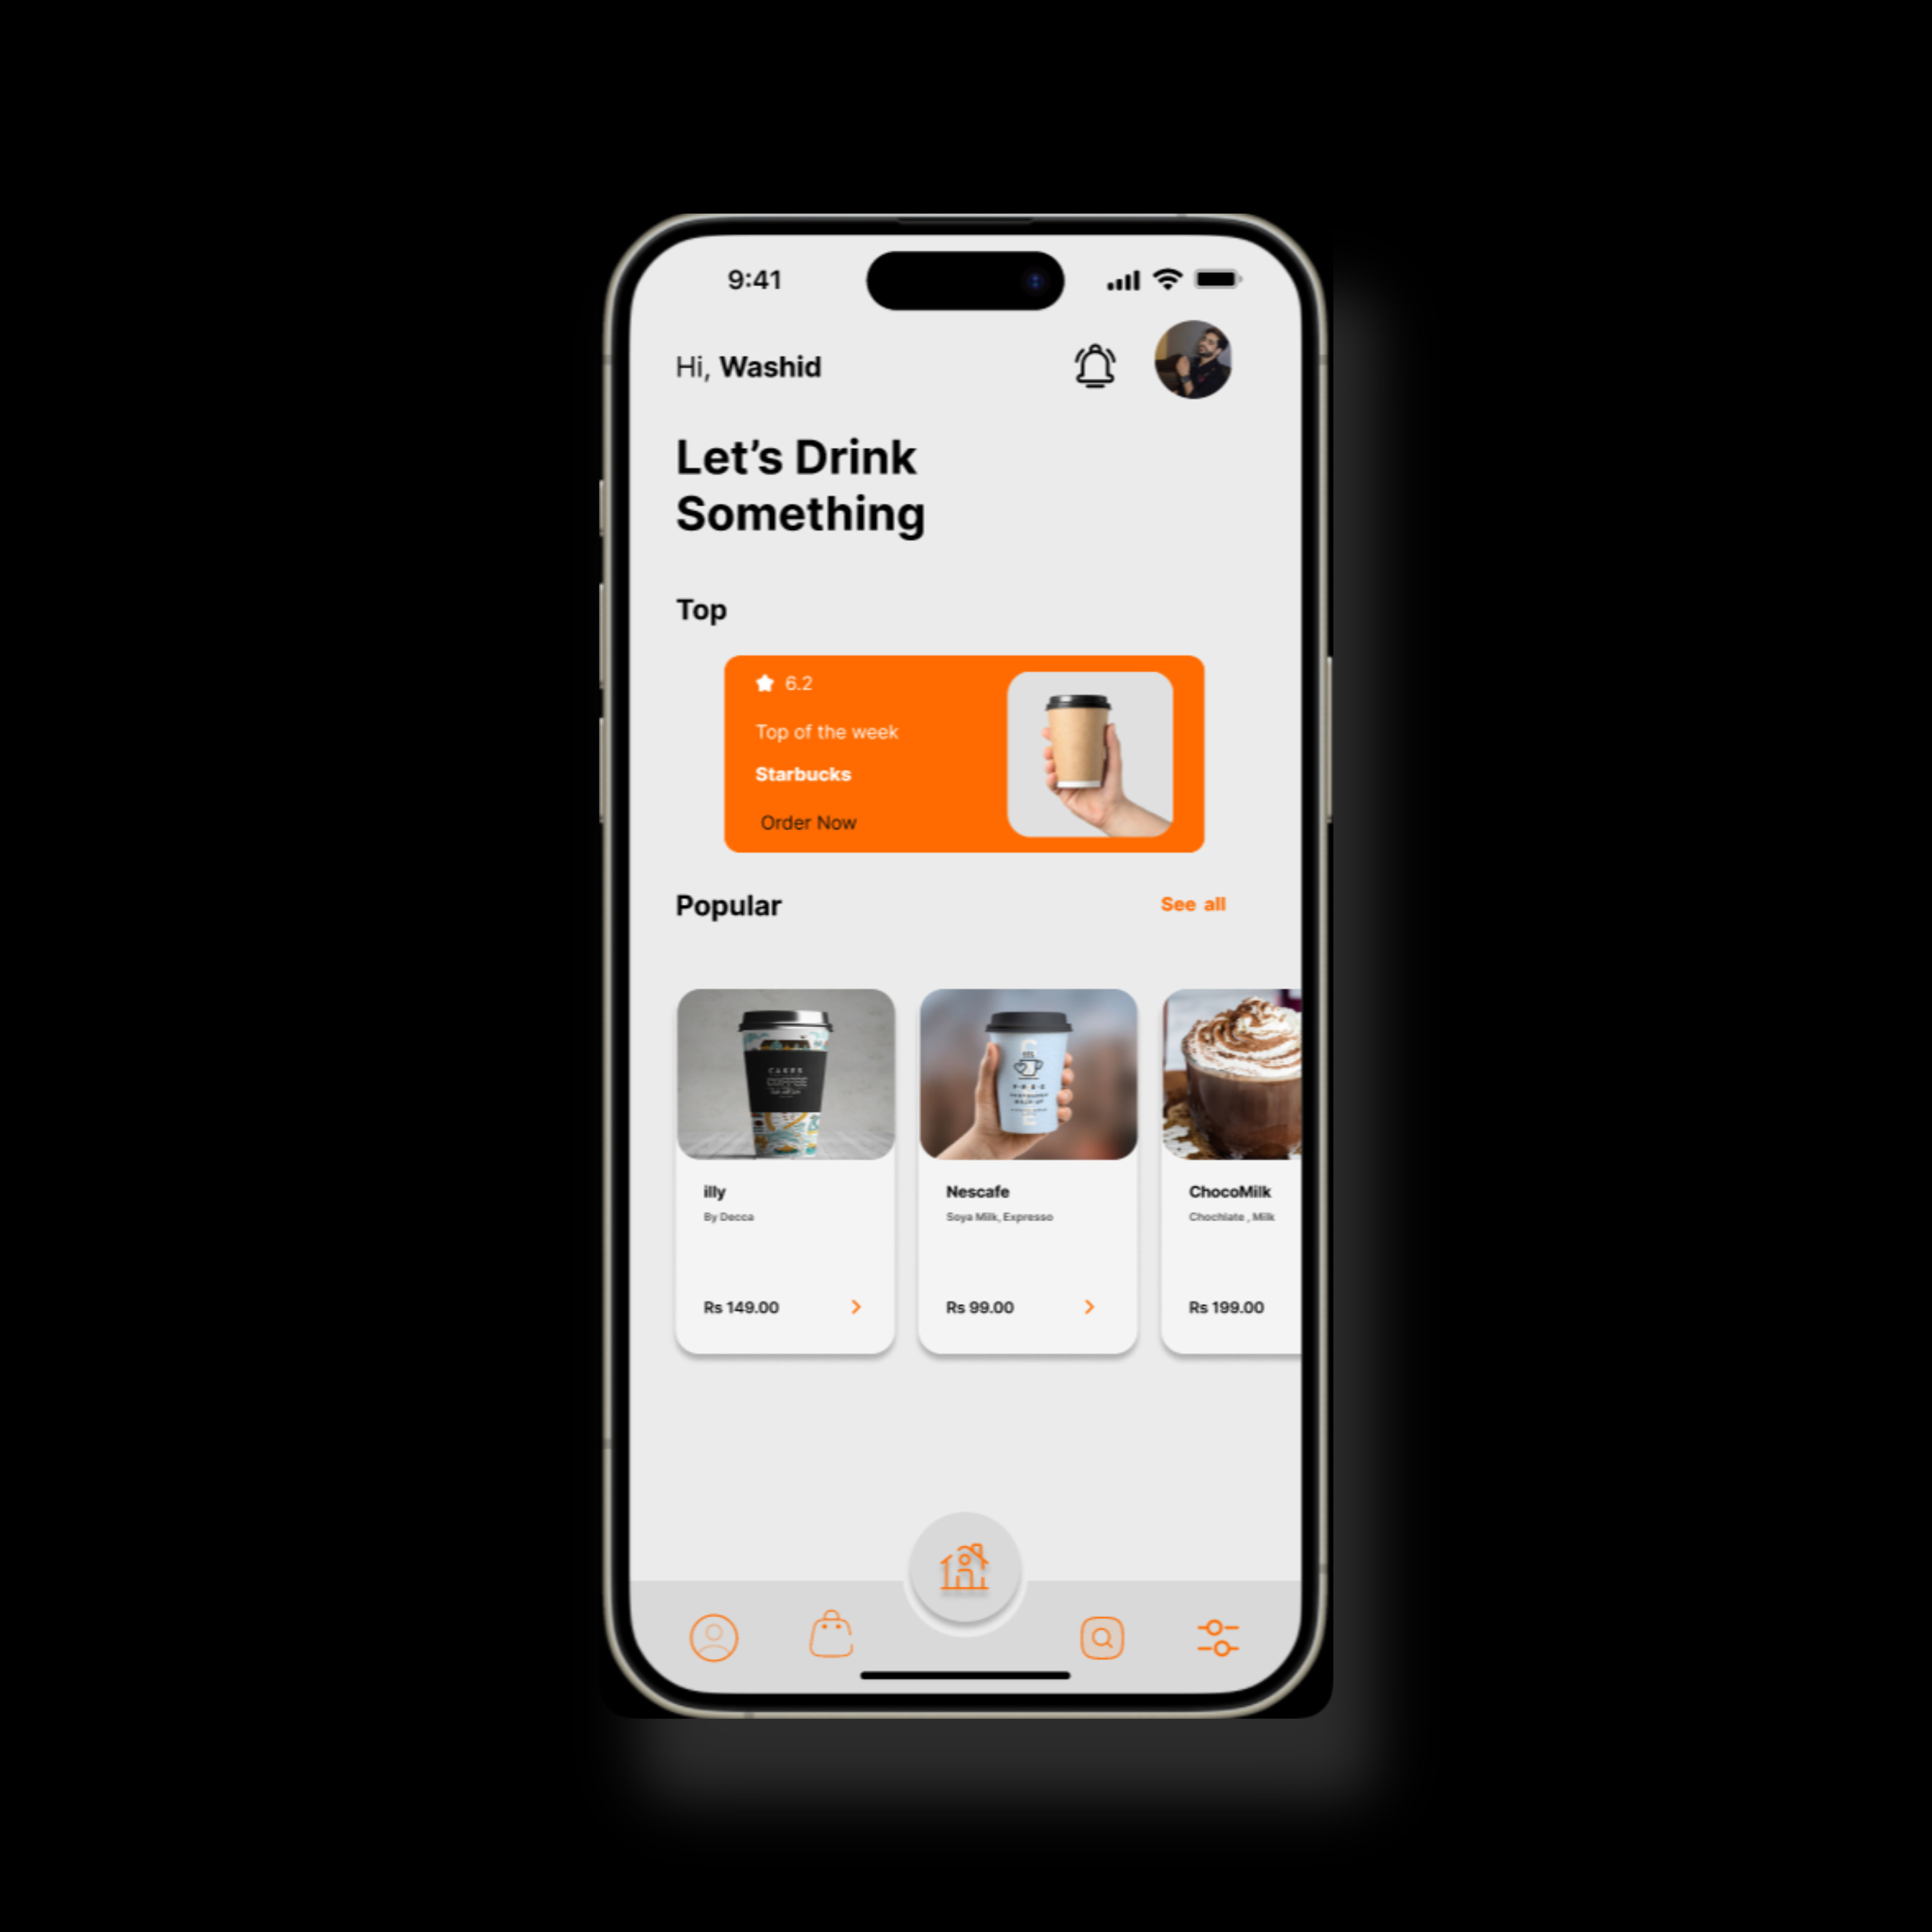 9:41
Hi, Washid
Let’s Drink
Something
Top
6.2
Top of the week
Starbucks
Order Now
Popular
See all
CAKES
COFFEE
illy
By Decca
Rs 149.00
Nescafe
Soya Milk, Expresso
Rs 99.00
ChocoMilk
Chochlate , Milk
Rs 199.00